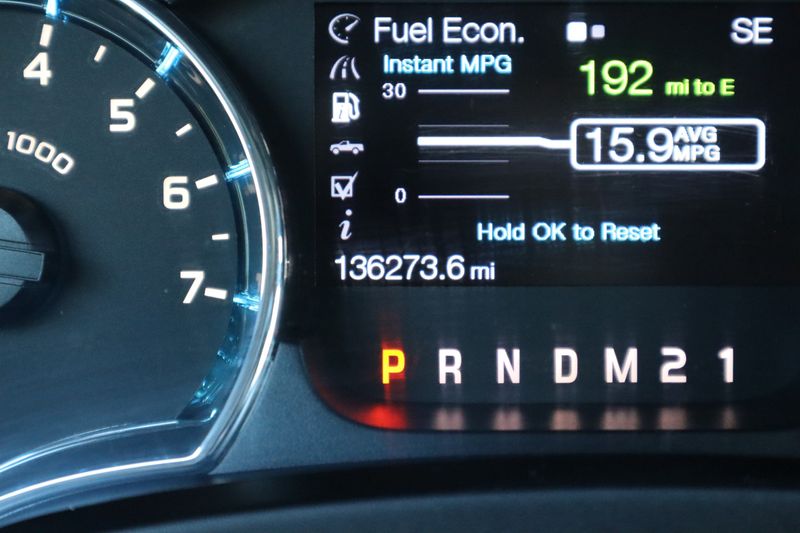 4
5
1000
6
7
Fuel Econ. SE
Instant MPG
192 mi to E
30
15.9 AVG MPG
0
Hold OK to Reset
i
136273.6 mi
P R N D M 2 1